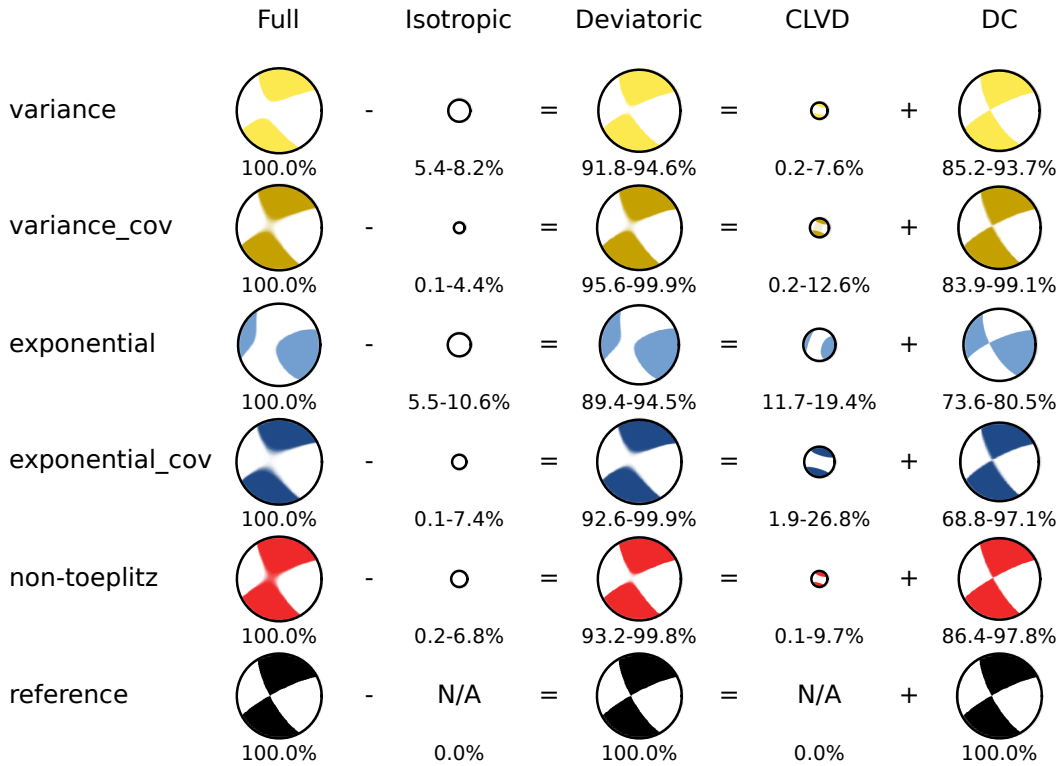 Full Isotropic Deviatoric CLVD DC
variance - = = +
100.0% 5.4-8.2% 91.8-94.6% 0.2-7.6% 85.2-93.7%
variance_cov - = = +
100.0% 0.1-4.4% 95.6-99.9% 0.2-12.6% 83.9-99.1%
exponential - = = +
100.0% 5.5-10.6% 89.4-94.5% 11.7-19.4% 73.6-80.5%
exponential_cov - = = +
100.0% 0.1-7.4% 92.6-99.9% 1.9-26.8% 68.8-97.1%
non-toeplitz - = = +
100.0% 0.2-6.8% 93.2-99.8% 0.1-9.7% 86.4-97.8%
reference - N/A = = N/A +
100.0% 0.0% 100.0% 0.0% 100.0%